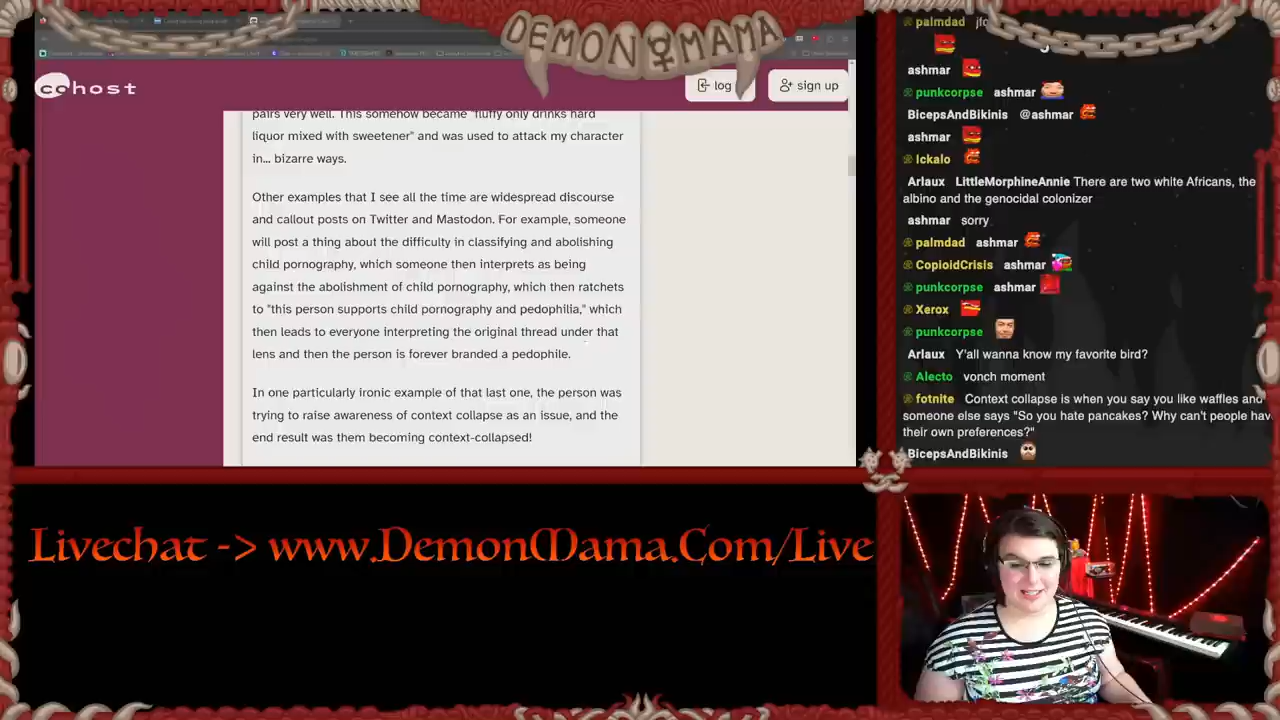 DEMON MAMA
cohost
log
sign up
pairs very well. This somehow became "fluffy only drinks hard
liquor mixed with sweetener" and was used to attack my character
in... bizarre ways.
Other examples that I see all the time are widespread discourse
and callout posts on Twitter and Mastodon. For example, someone
will post a thing about the difficulty in classifying and abolishing
child pornography, which someone then interprets as being
against the abolishment of child pornography, which then ratchets
to "this person supports child pornography and pedophilia," which
then leads to everyone interpreting the original thread under that
lens and then the person is forever branded a pedophile.
In one particularly ironic example of that last one, the person was
trying to raise awareness of context collapse as an issue, and the
end result was them becoming context-collapsed!
palmdad
ashmar
punkcorpse ashmar
BicepsAndBikinis @ashmar
ashmar
Ickalo
Arlaux LittleMorphineAnnie There are two white Africans, the
albino and the genocidal colonizer
ashmar sorry
palmdad ashmar
CopioidCrisis ashmar
punkcorpse ashmar
Xerox
punkcorpse
Arlaux Y'all wanna know my favorite bird?
Alecto vonch moment
fotnite Context collapse is when you say you like waffles and
someone else says "So you hate pancakes? Why can't people hav
their own preferences?"
BicepsAndBikinis
Livechat -> www.DemonMama.Com/Live